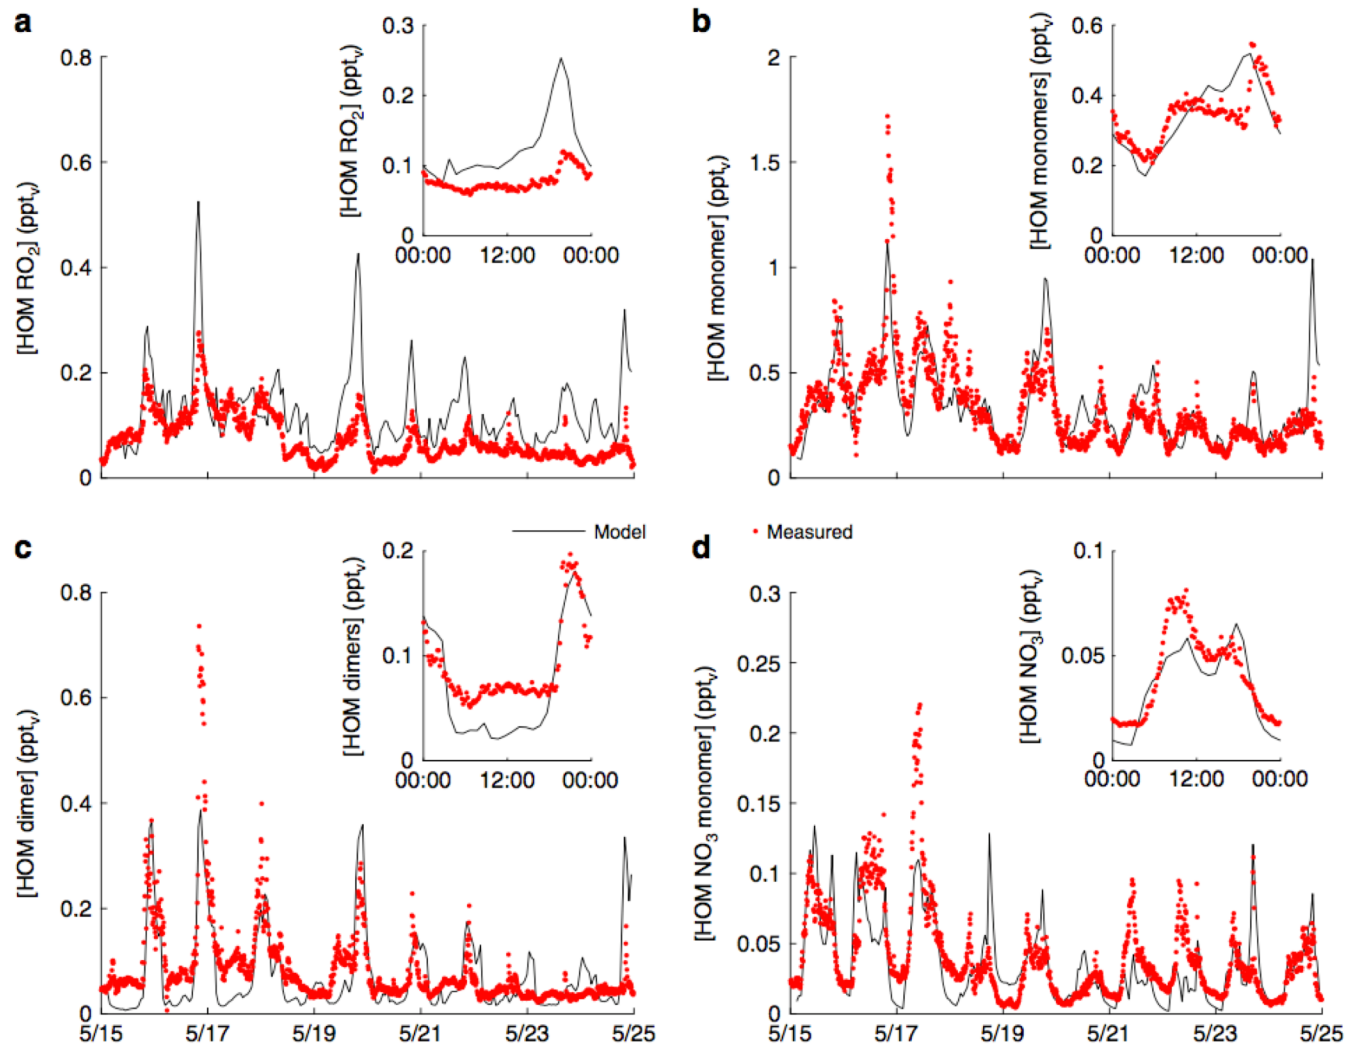 a
0.8
0.6
0.4
0.2
0
[HOM RO2] (pptv)
0.3
0.2
0.1
0
00:00 12:00 00:00
[HOM RO2] (pptv)
b
2
1.5
1
0.5
0
[HOM monomer] (pptv)
0.6
0.4
0.2
0
00:00 12:00 00:00
[HOM monomers] (pptv)
Model
Measured
c
0.8
0.6
0.4
0.2
0
5/15 5/17 5/19 5/21 5/23 5/25
[HOM dimer] (pptv)
0.2
0.1
0
00:00 12:00 00:00
[HOM dimers] (pptv)
d
0.3
0.25
0.2
0.15
0.1
0.05
0
5/15 5/17 5/19 5/21 5/23 5/25
[HOM NO3 monomer] (pptv)
0.1
0.05
0
00:00 12:00 00:00
[HOM NO3] (pptv)